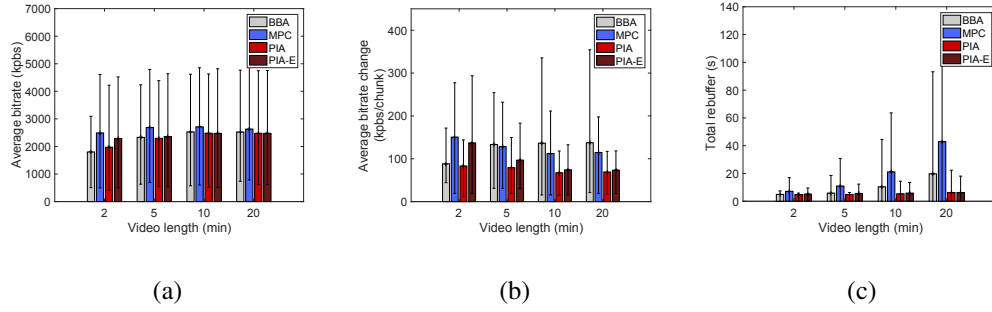 7000
6000
5000
4000
3000
2000
1000
0
Average bitrate (kpbs)
BBA
MPC
PIA
PIA-E
2 5 10 20
Video length (min)
(a)
400
300
200
100
0
Average bitrate change
(kpbs/chunk)
BBA
MPC
PIA
PIA-E
2 5 10 20
Video length (min)
(b)
140
120
100
80
60
40
20
0
Total rebuffer (s)
BBA
MPC
PIA
PIA-E
2 5 10 20
Video length (min)
(c)